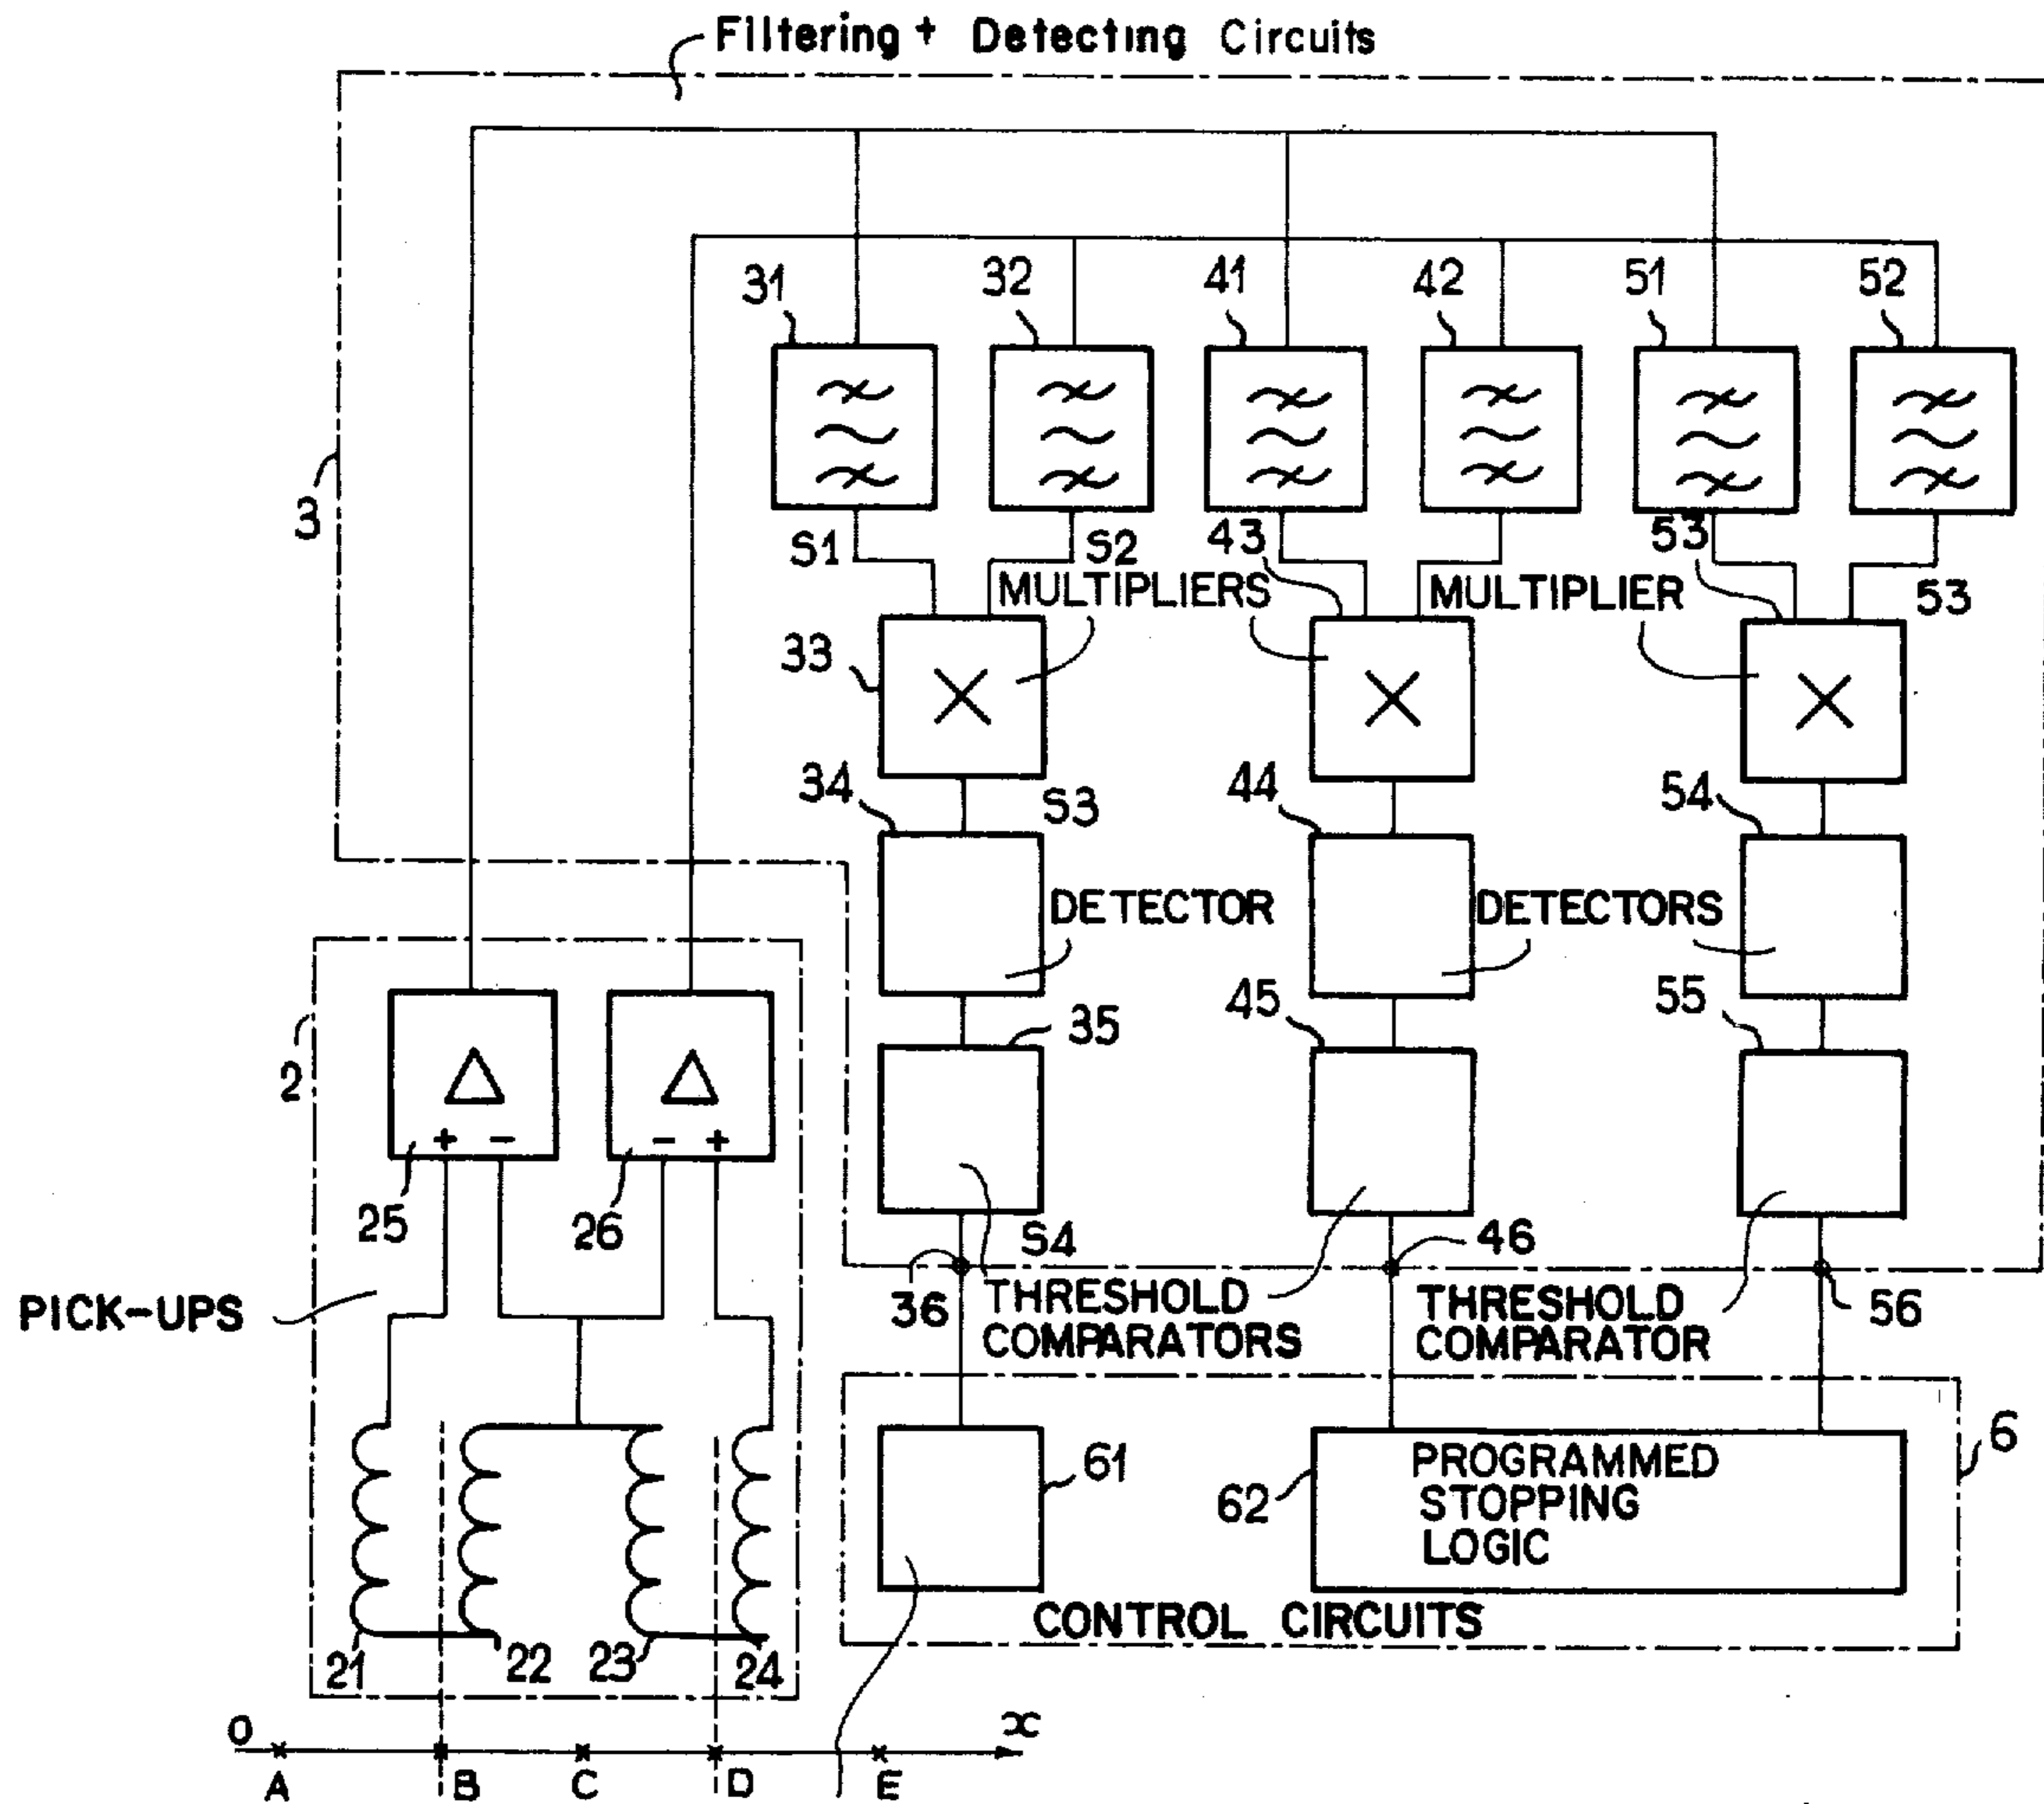 Filtering + Detecting Circuits
31
32
41
42
51
52
3
S1
S2
43
53
MULTIPLIERS
MULTIPLIER
53
33
34
S3
44
54
DETECTOR
DETECTORS
2
35
45
55
+ -
- +
25
26
S4
46
36
THRESHOLD
COMPARATORS
THRESHOLD
COMPARATOR
56
PICK-UPS
61
62
PROGRAMMED
STOPPING
LOGIC
6
CONTROL CIRCUITS
21
22
23
24
O
x
A
B
C
D
E